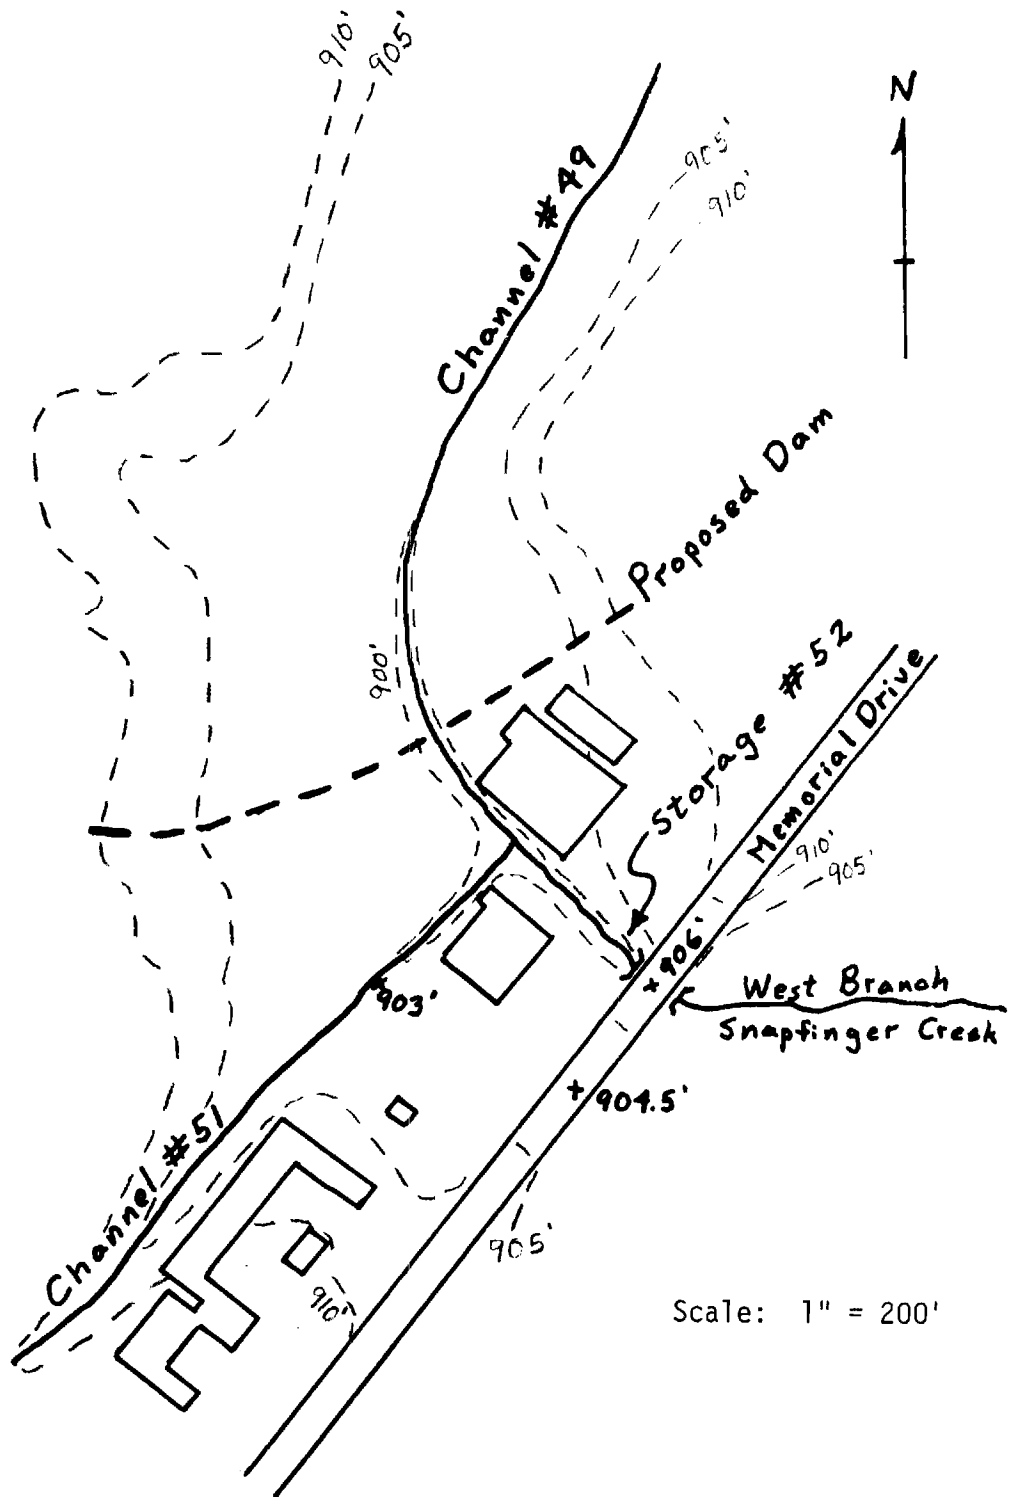 910'
905'
N
Channel #49
905'
910'
Proposed Dam
900'
Storage #52
Memorial Drive
910'
905'
906'
West Branch
Snapfinger Creek
903'
904.5'
Channel #51
905'
910'
Scale: 1" = 200'